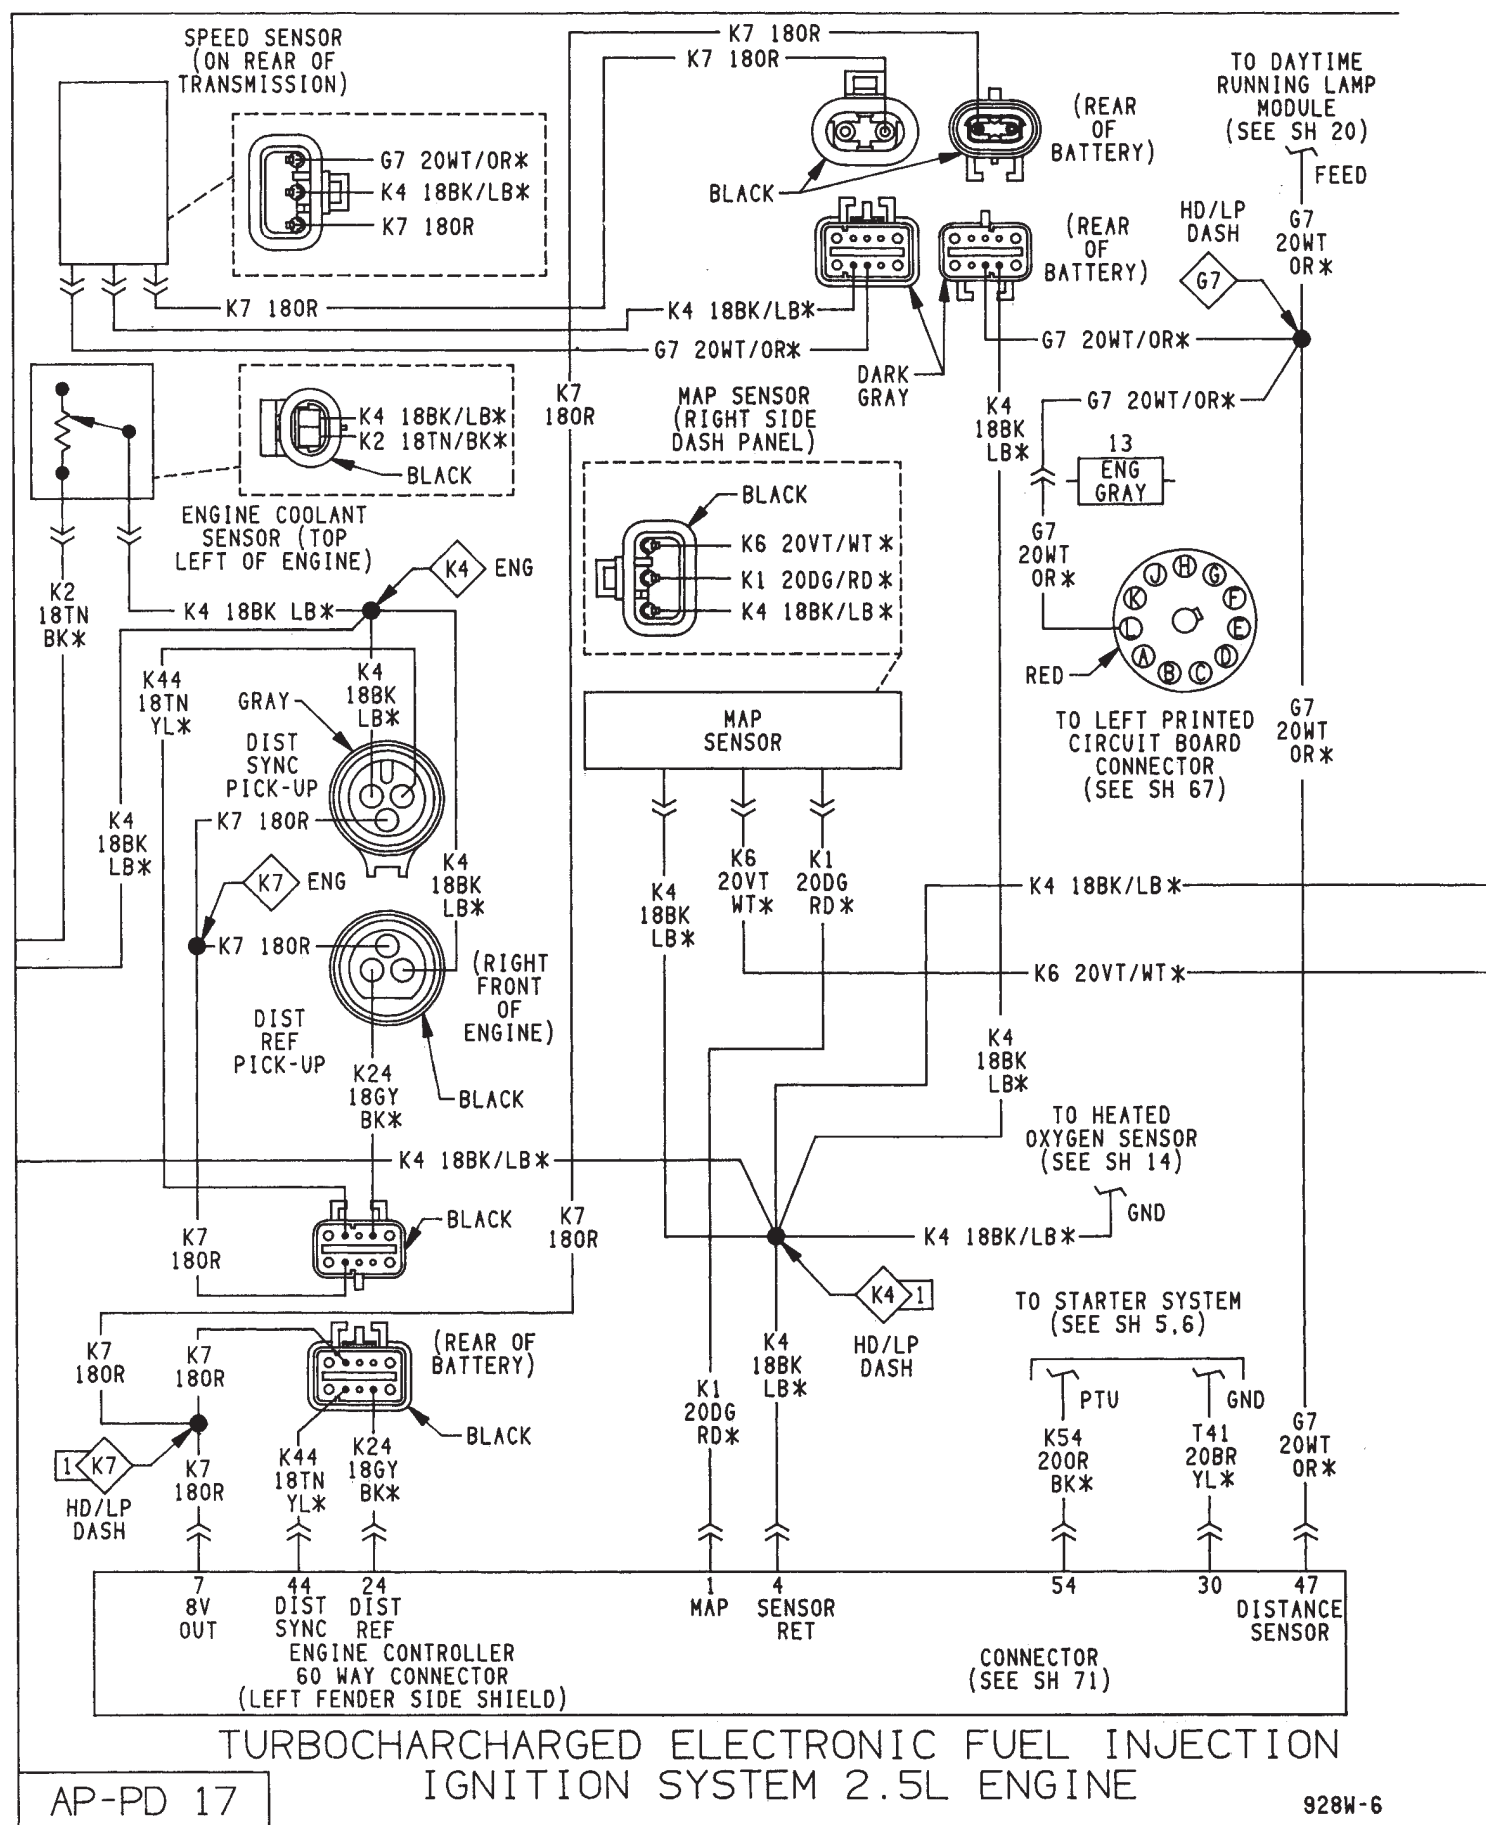 SPEED SENSOR
(ON REAR OF
TRANSMISSION)
G7 20WT/OR*
K4 18BK/LB*
K7 18OR
K7 18OR
K7 18OR
(REAR
OF
BATTERY)
BLACK
TO DAYTIME
RUNNING LAMP
MODULE
(SEE SH 20)
FEED
HD/LP
DASH
G7
G7
20WT
OR*
(REAR
OF
BATTERY)
K7 18OR
K4 18BK/LB*
G7 20WT/OR*
G7 20WT/OR*
DARK
GRAY
G7 20WT/OR*
K7
18OR
K4
18BK
LB*
13
ENG
GRAY
K4 18BK/LB*
K2 18TN/BK*
BLACK
ENGINE COOLANT
SENSOR (TOP
LEFT OF ENGINE)
MAP SENSOR
(RIGHT SIDE
DASH PANEL)
BLACK
K6 20VT/WT*
K1 20DG/RD*
K4 18BK/LB*
G7
20WT
OR*
H
G
F
E
D
C
B
A
L
K
J
RED
TO LEFT PRINTED
CIRCUIT BOARD
CONNECTOR
(SEE SH 67)
G7
20WT
OR*
K2
18TN
BK*
K4 18BK LB*
K4
ENG
K44
18TN
YL*
K4
18BK
LB*
GRAY
DIST
SYNC
PICK-UP
MAP
SENSOR
K7 18OR
K4
18BK
LB*
K7
ENG
K4
18BK
LB*
K4
18BK
LB*
K6
20VT
WT*
K1
20DG
RD*
K4 18BK/LB*
K7 18OR
(RIGHT
FRONT
OF
ENGINE)
K6 20VT/WT*
DIST
REF
PICK-UP
K24
18GY
BK*
BLACK
K4
18BK
LB*
K4 18BK/LB*
TO HEATED
OXYGEN SENSOR
(SEE SH 14)
GND
K4 18BK/LB*
BLACK
K7
18OR
K7
18OR
K4
1
HD/LP
DASH
TO STARTER SYSTEM
(SEE SH 5,6)
PTU
GND
K7
18OR
K7
18OR
(REAR OF
BATTERY)
BLACK
K4
18BK
LB*
K1
20DG
RD*
1
K7
HD/LP
DASH
K7
18OR
K44
18TN
YL*
K24
18GY
BK*
K54
20OR
BK*
T41
20BR
YL*
G7
20WT
OR*
7
8V
OUT
44
DIST
SYNC
24
DIST
REF
1
MAP
4
SENSOR
RET
54
30
47
DISTANCE
SENSOR
ENGINE CONTROLLER
60 WAY CONNECTOR
(LEFT FENDER SIDE SHIELD)
CONNECTOR
(SEE SH 71)
TURBOCHARCHARGED ELECTRONIC FUEL INJECTION
IGNITION SYSTEM 2.5L ENGINE
AP-PD 17
928W-6